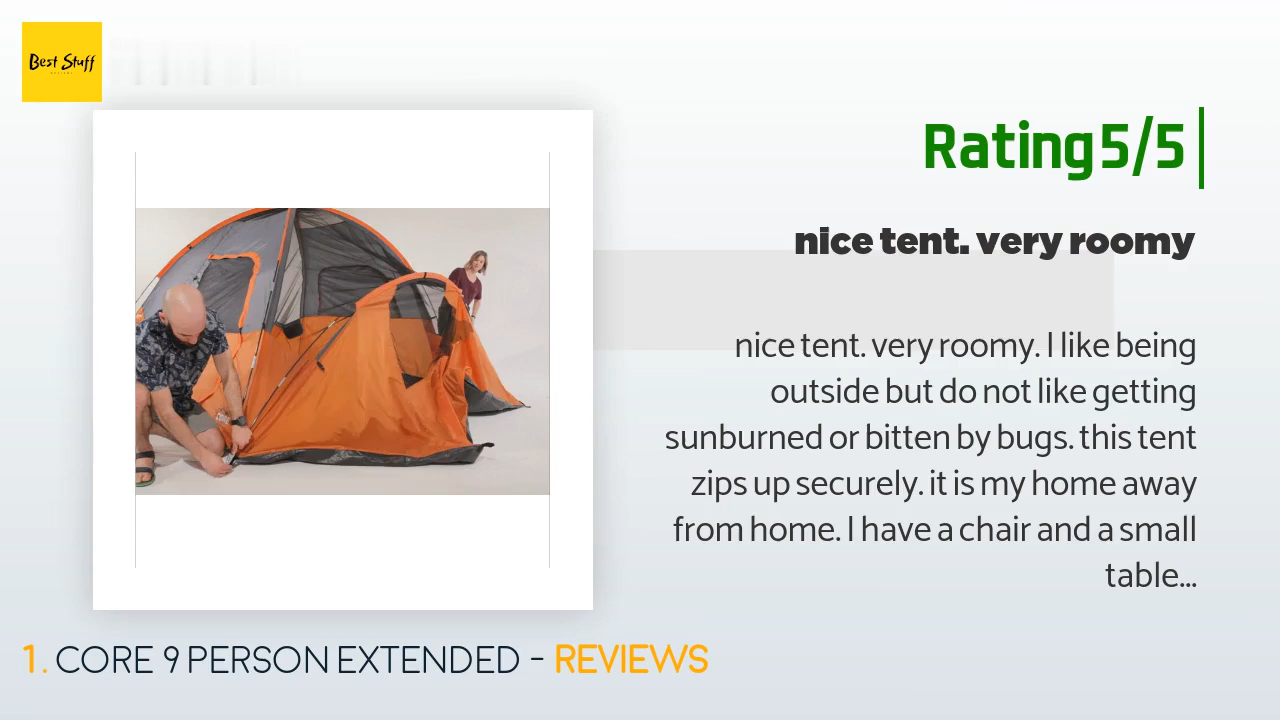 Best Stuff
Rating 5/5
nice tent. very roomy
nice tent. very roomy. I like being
outside but do not like getting
sunburned or bitten by bugs. this tent
zips up securely. it is my home away
from home. I have a chair and a small
table...
1. CORE 9 PERSON EXTENDED - REVIEWS